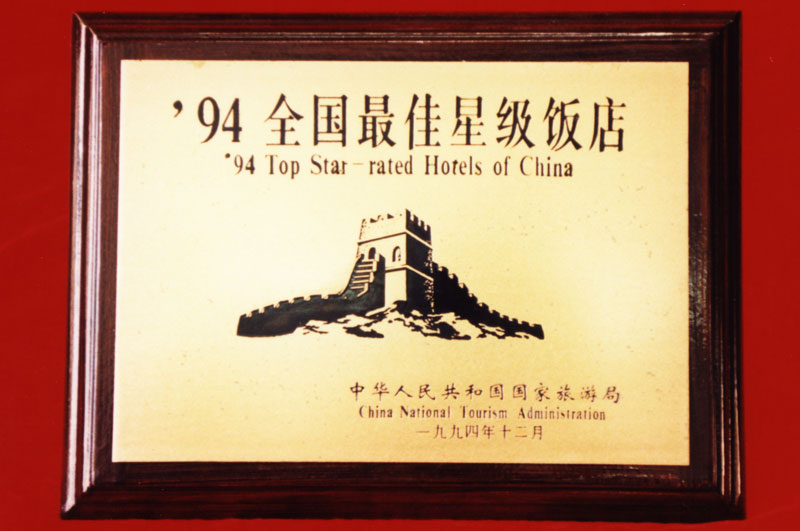 ’94 全国最佳星级饭店
’94 Top Star-rated Hotels of China
中华人民共和国国家旅游局
China National Tourism Administration
一九九四年十二月